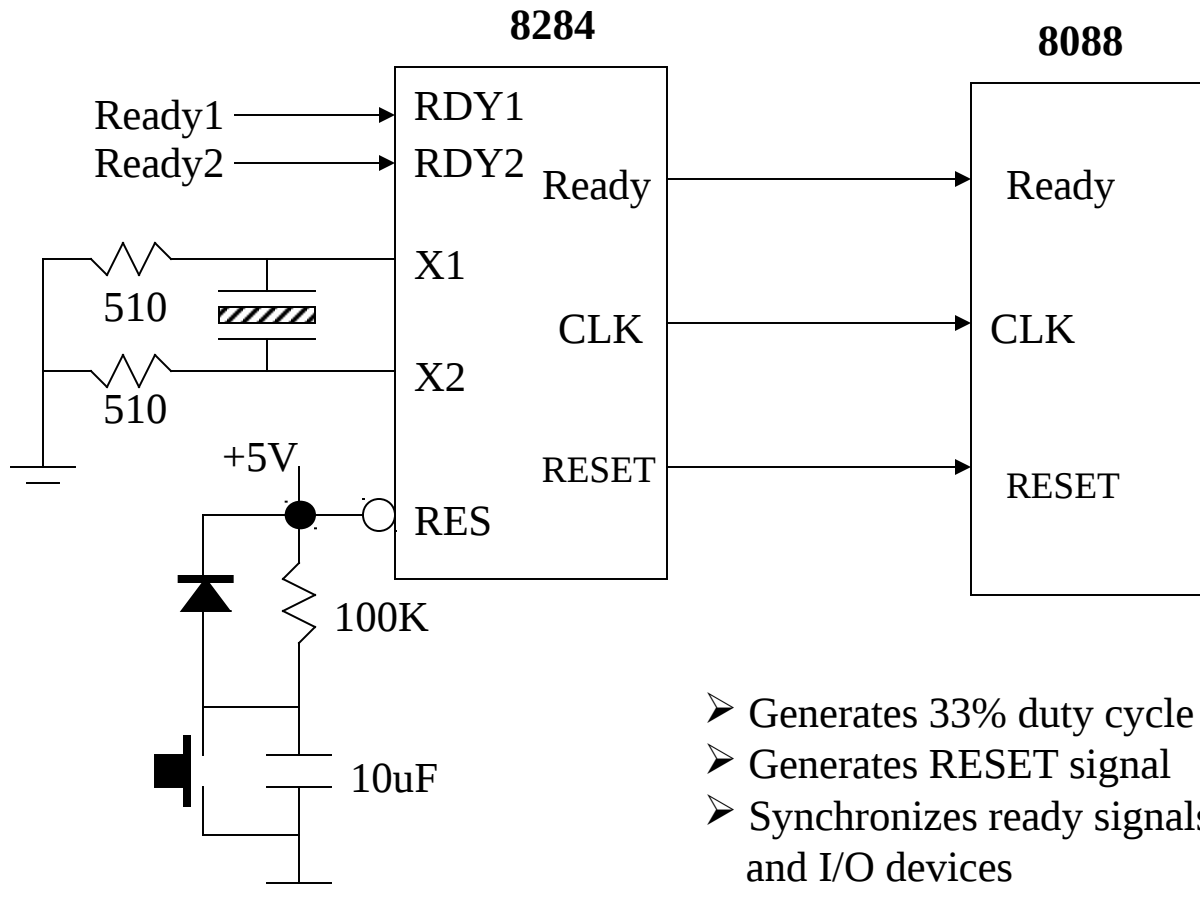 8284
8088
Ready1
Ready2
RDY1
RDY2
Ready
Ready
X1
510
CLK
CLK
X2
510
+5V
RESET
RESET
RES
100K
10uF
Generates 33% duty cycle
Generates RESET signal
Synchronizes ready signals
and I/O devices